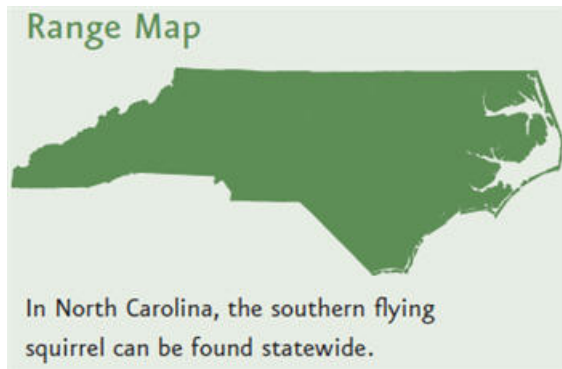 Range Map
In North Carolina, the southern flying
squirrel can be found statewide.